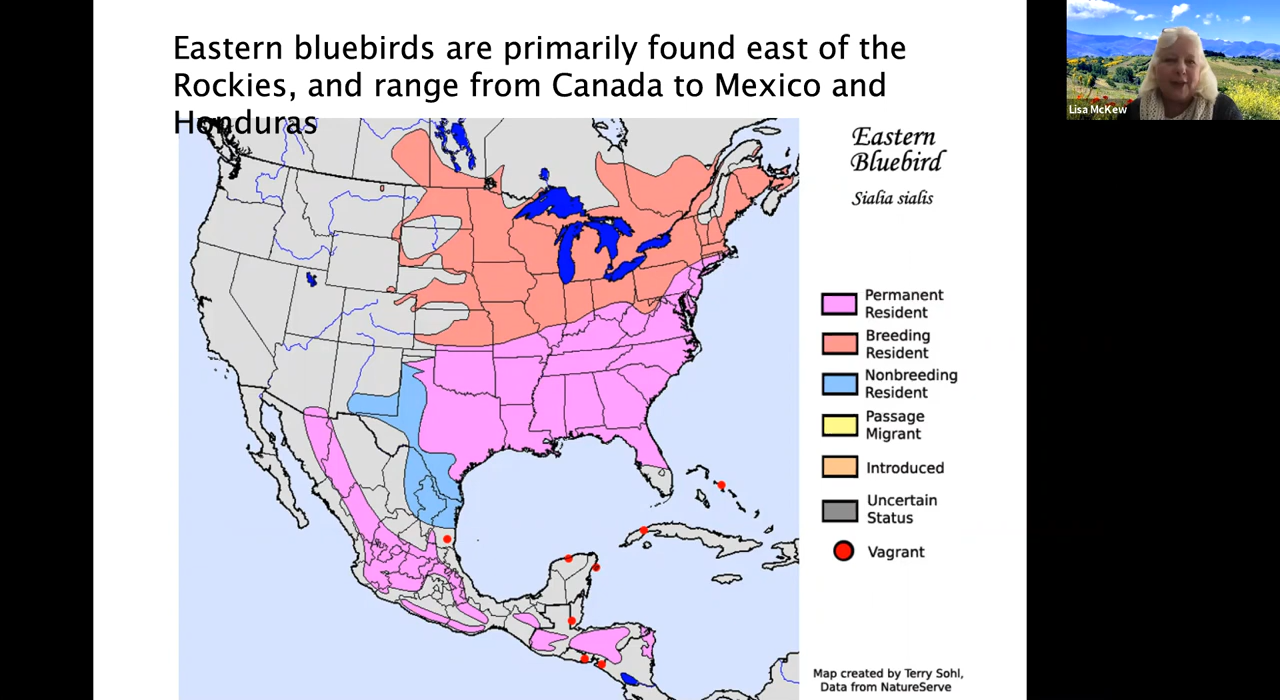 Eastern bluebirds are primarily found east of the
Rockies, and range from Canada to Mexico and
Honduras
Lisa McKew
Eastern
Bluebird
Sialia sialis
Permanent
Resident
Breeding
Resident
Nonbreeding
Resident
Passage
Migrant
Introduced
Uncertain
Status
Vagrant
Map created by Terry Sohl,
Data from NatureServe